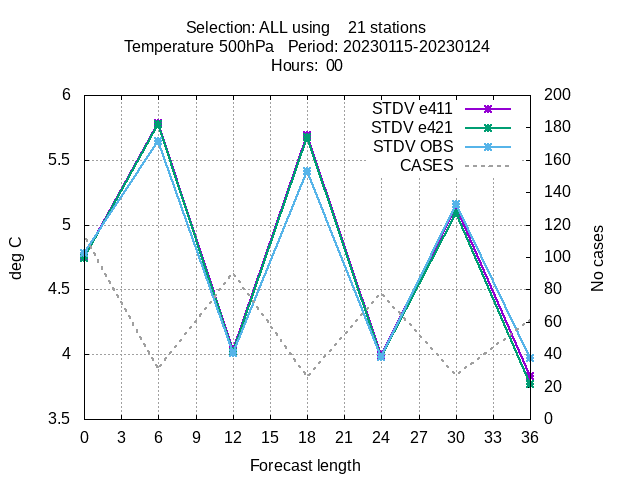 Selection: ALL using    21 stations
Temperature 500hPa   Period: 20230115-20230124
Hours:  00
STDV e411
STDV e421
STDV OBS
CASES
6
5.5
5
4.5
4
3.5
200
180
160
140
120
100
80
60
40
20
0
deg C
No cases
0 3 6 9 12 15 18 21 24 27 30 33 36
Forecast length